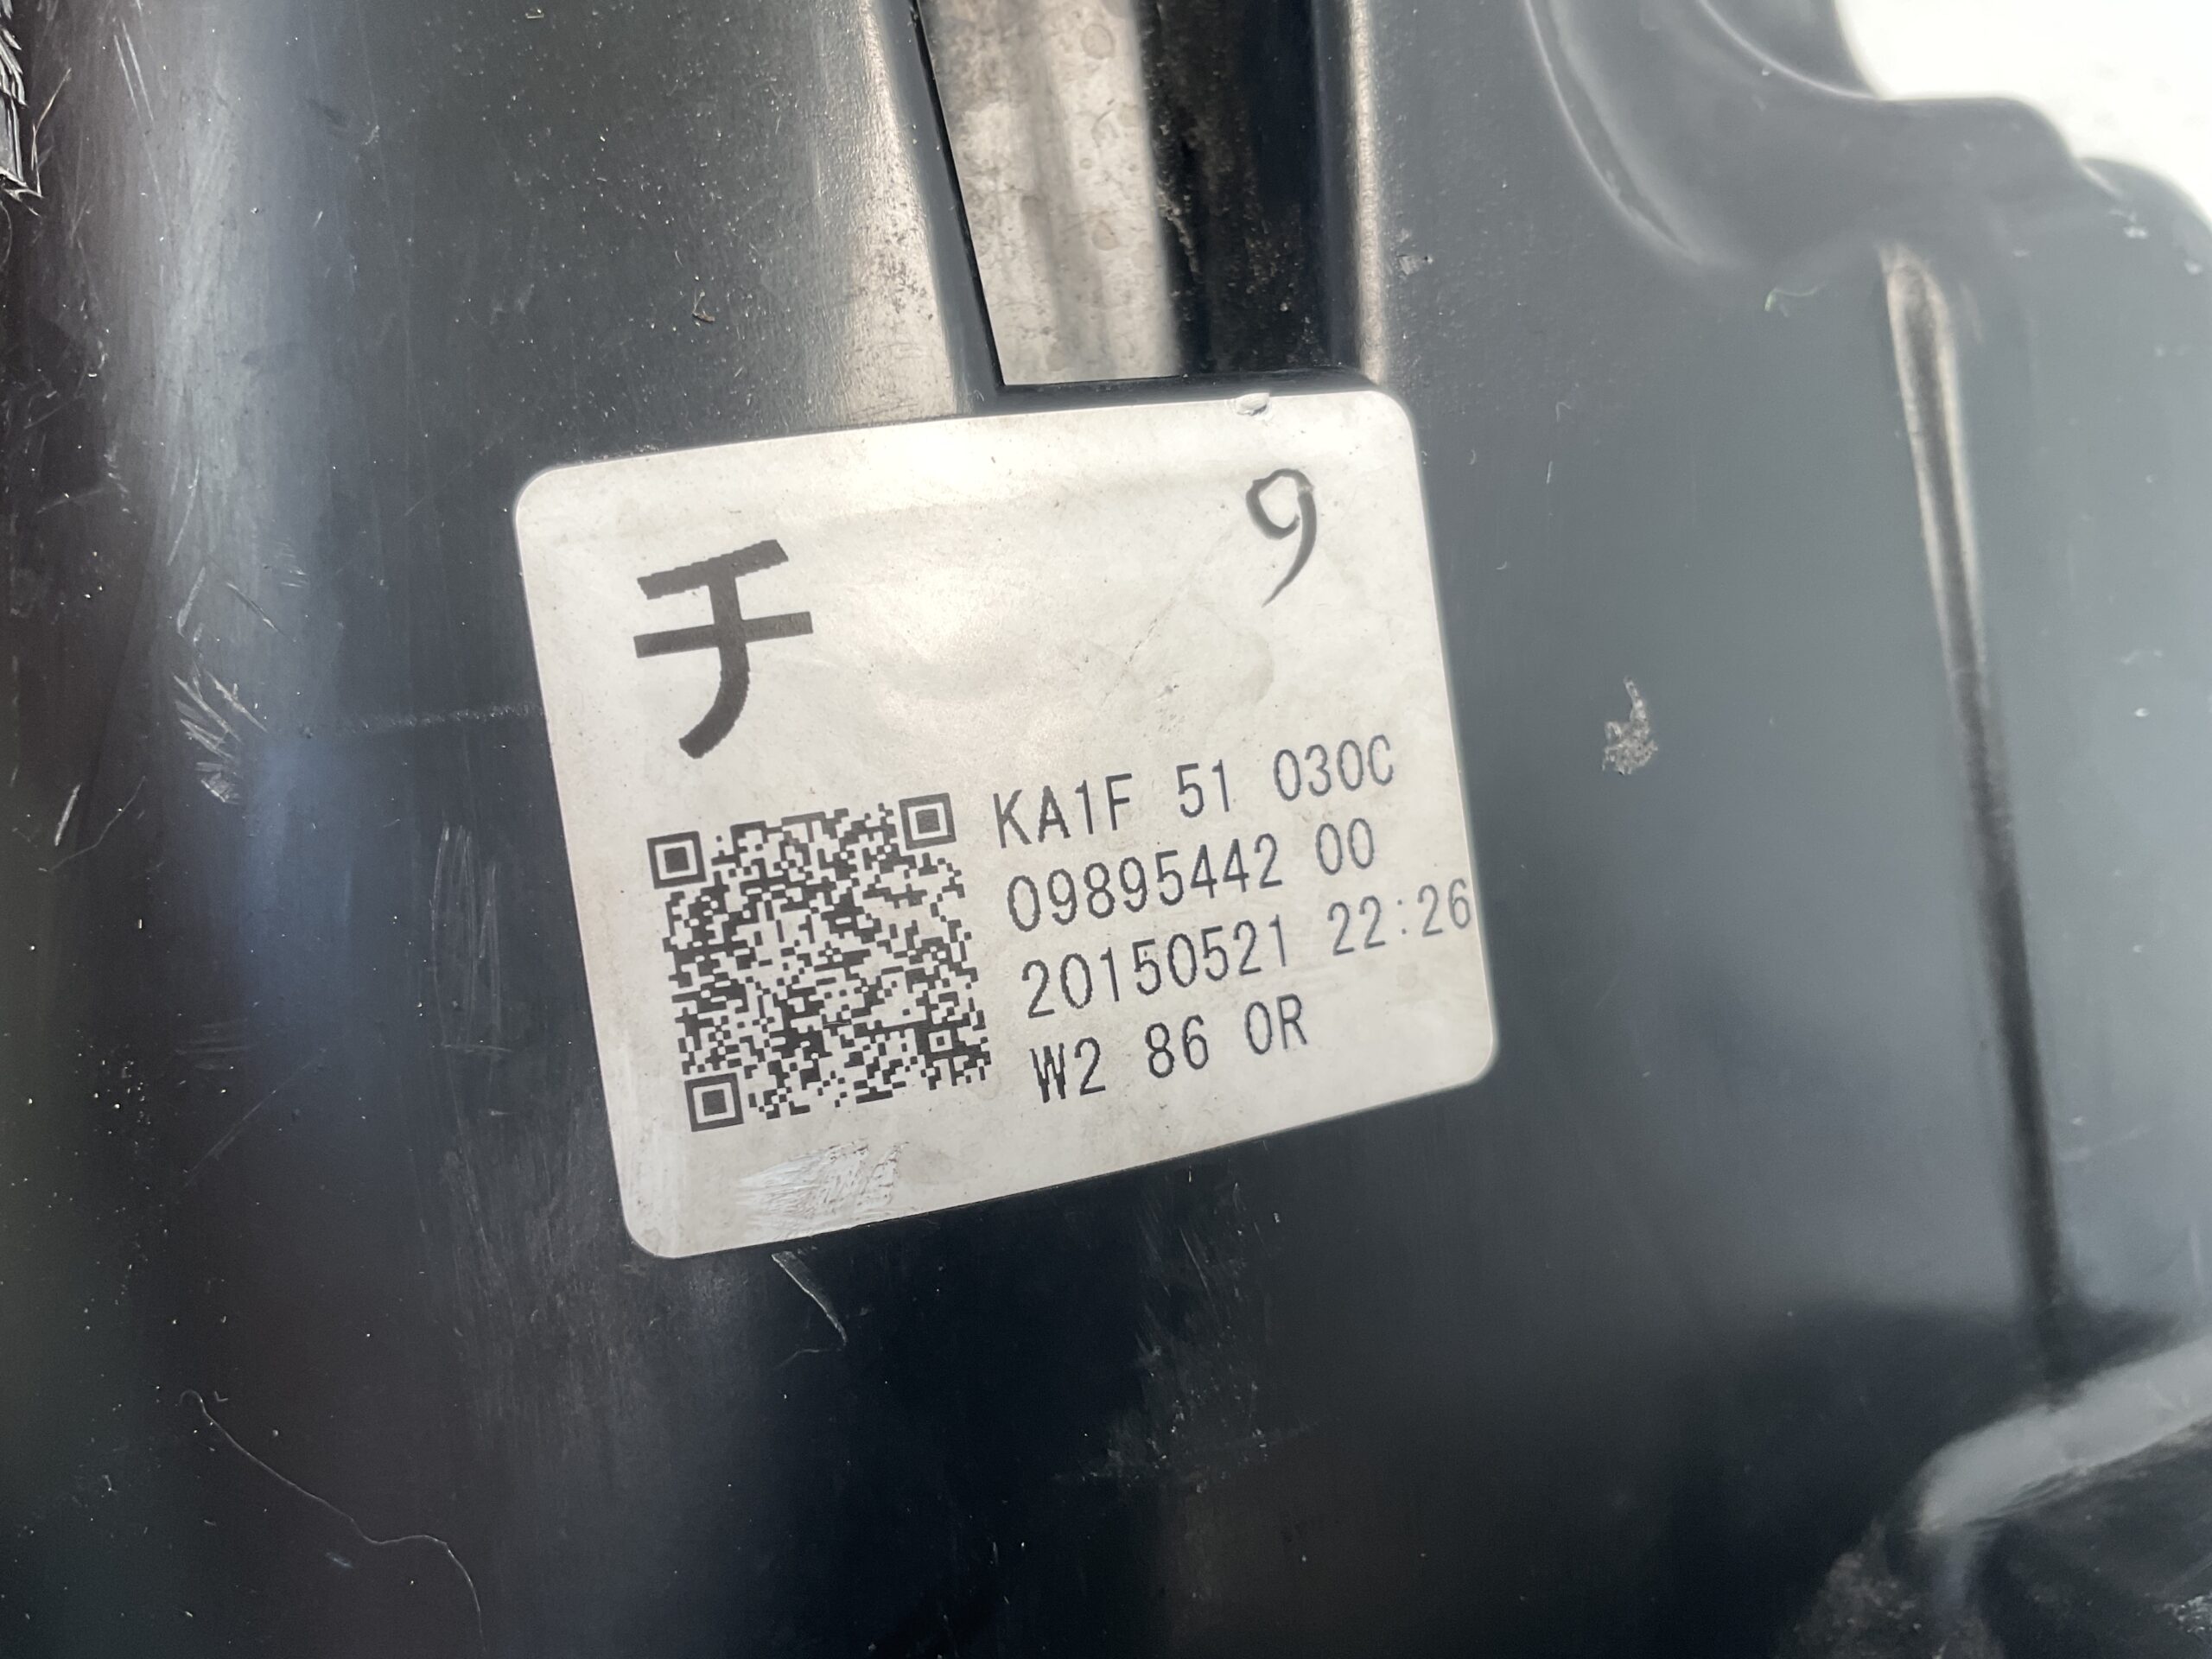 チ 9
KA1F 51 030C
09895442 00
20150521 22:26
W2 86 0R